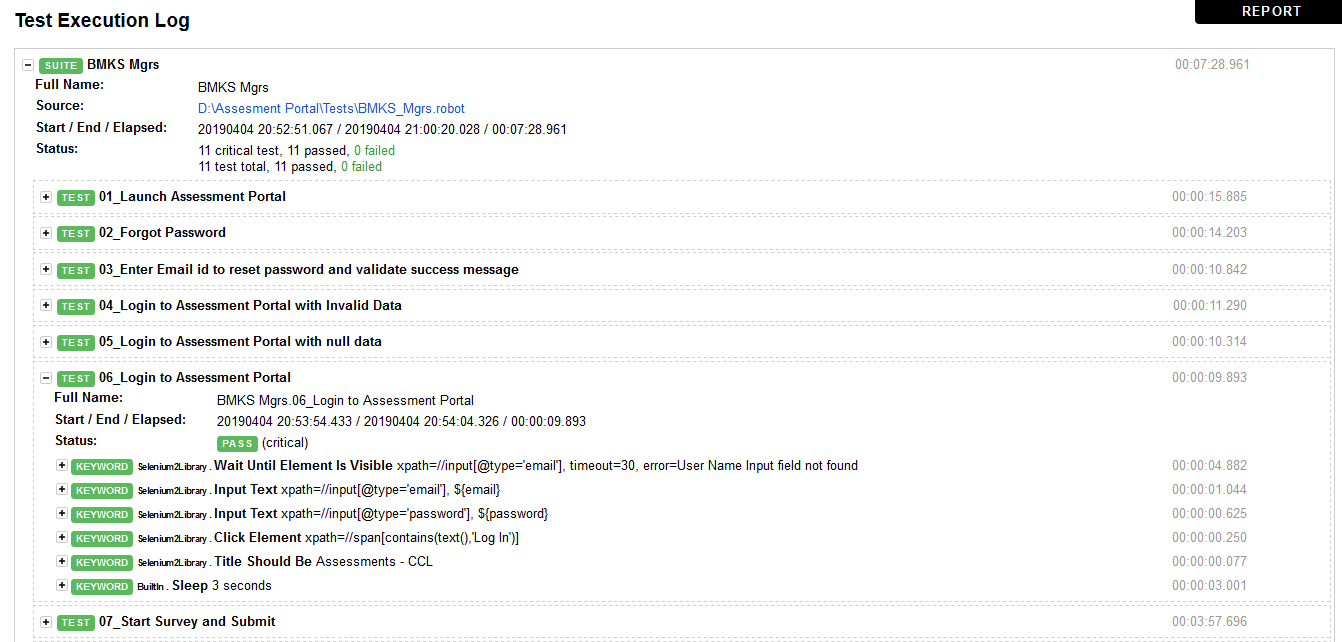 Test Execution Log
REPORT
SUITE BMKS Mgrs 00:07:28.961
Full Name: BMKS Mgrs
Source: D:\Assesment Portal\Tests\BMKS_Mgrs.robot
Start / End / Elapsed: 20190404 20:52:51.067 / 20190404 21:00:20.028 / 00:07:28.961
Status: 11 critical test, 11 passed, 0 failed
11 test total, 11 passed, 0 failed
TEST 01_Launch Assessment Portal 00:00:15.885
TEST 02_Forgot Password 00:00:14.203
TEST 03_Enter Email id to reset password and validate success message 00:00:10.842
TEST 04_Login to Assessment Portal with Invalid Data 00:00:11.290
TEST 05_Login to Assessment Portal with null data 00:00:10.314
TEST 06_Login to Assessment Portal 00:00:09.893
Full Name: BMKS Mgrs.06_Login to Assessment Portal
Start / End / Elapsed: 20190404 20:53:54.433 / 20190404 20:54:04.326 / 00:00:09.893
Status: PASS (critical)
KEYWORD Selenium2Library . Wait Until Element Is Visible xpath=//input[@type='email'], timeout=30, error=User Name Input field not found 00:00:04.882
KEYWORD Selenium2Library . Input Text xpath=//input[@type='email'], ${email} 00:00:01.044
KEYWORD Selenium2Library . Input Text xpath=//input[@type='password'], ${password} 00:00:00.625
KEYWORD Selenium2Library . Click Element xpath=//span[contains(text(),'Log In')] 00:00:00.250
KEYWORD Selenium2Library . Title Should Be Assessments - CCL 00:00:00.077
KEYWORD BuiltIn . Sleep 3 seconds 00:00:03.001
TEST 07_Start Survey and Submit 00:03:57.696